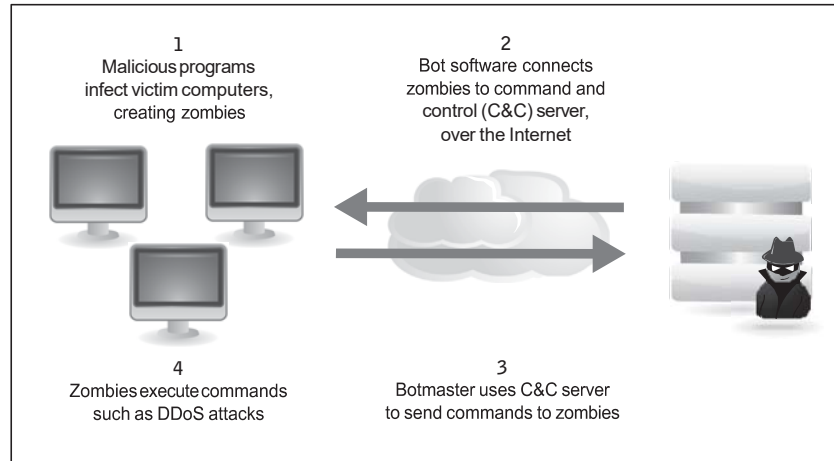 1
Malicious programs
infect victim computers,
creating zombies
2
Bot software connects
zombies to command and
control (C&C) server,
over the Internet
4
Zombies execute commands
such as DDoS attacks
3
Botmaster uses C&C server
to send commands to zombies